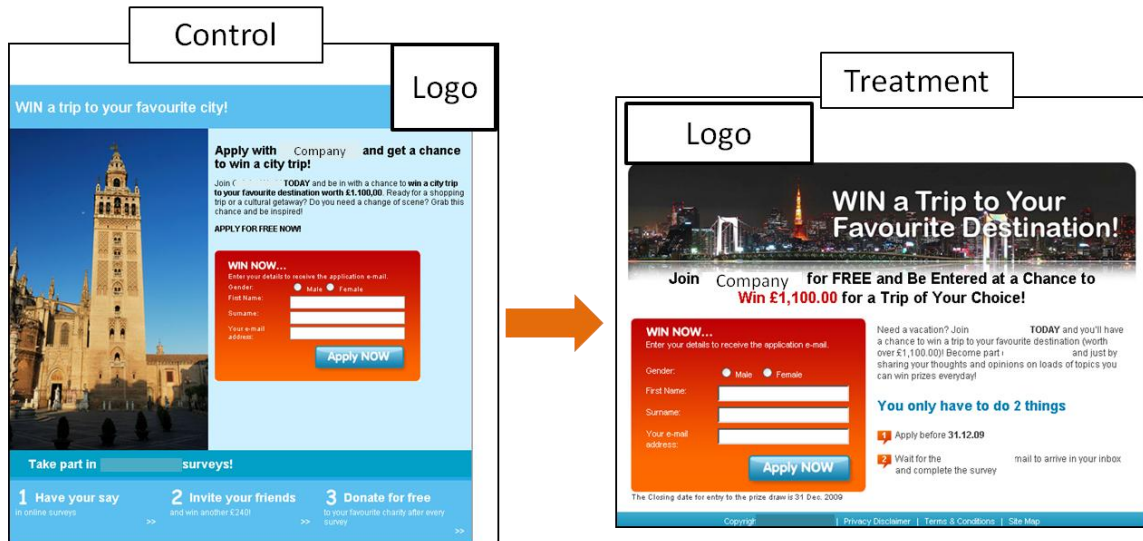 Control
Logo
WIN a trip to your favourite city!
Apply with Company and get a chance
to win a city trip!
Join TODAY and be in with a chance to win a city trip
to your favourite destination worth £1.100,00. Ready for a shopping
trip or a cultural getaway? Do you need a change of scene? Grab this
chance and be inspired!
APPLY FOR FREE NOW!
WIN NOW...
Enter your details to receive the application e-mail.
Gender: Male Female
First Name:
Surname:
Your e-mail
address:
Apply NOW
Take part in surveys!
1 Have your say
in online surveys
>>
2 Invite your friends
and win another £240!
>>
3 Donate for free
to your favourite charity after every
survey
>>
Treatment
Logo
WIN a Trip to Your
Favourite Destination!
Join Company for FREE and Be Entered at a Chance to
Win £1,100.00 for a Trip of Your Choice!
WIN NOW...
Enter your details to receive the application e-mail.
Gender: Male Female
First Name:
Surname:
Your e-mail
address:
Apply NOW
The Closing date for entry to the prize draw is 31 Dec, 2009
Need a vacation? Join TODAY and you'll have
a chance to win a trip to your favourite destination (worth
over £1,100.00)! Become part and just by
sharing your thoughts and opinions on loads of topics you
can win prizes everyday!
You only have to do 2 things
1 Apply before 31.12.09
2 Wait for the mail to arrive in your inbox
and complete the survey
Copyright | Privacy Disclaimer | Terms & Conditions | Site Map